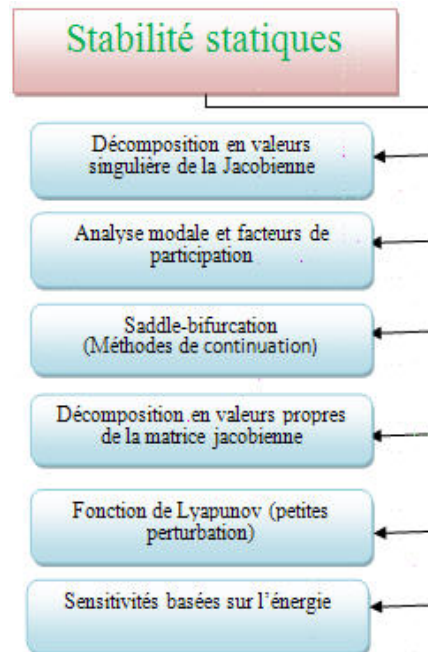 Stabilité statiques
Décomposition en valeurs
singulière de la Jacobienne
Analyse modale et facteurs de
participation
Saddle-bifurcation
(Méthodes de continuation)
Décomposition en valeurs propres
de la matrice jacobienne
Fonction de Lyapunov (petites
perturbation)
Sensitivités basées sur l'énergie